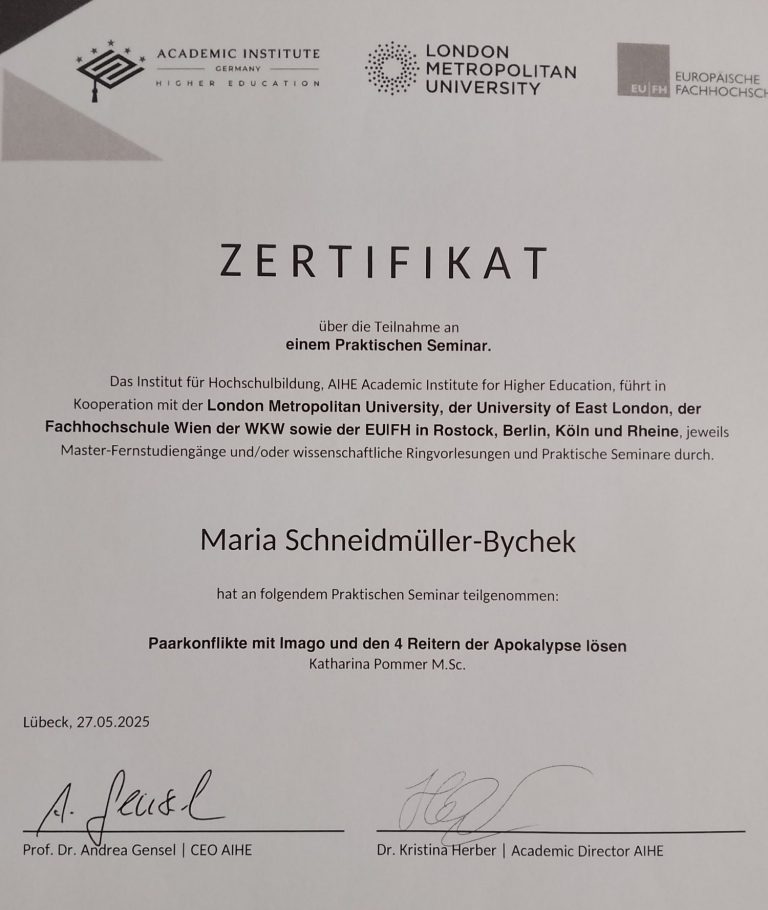 ACADEMIC INSTITUTE
GERMANY
HIGHER EDUCATION
LONDON
METROPOLITAN
UNIVERSITY
EU FH
EUROPÄISCHE
FACHHOCHSCH
ZERTIFIKAT
über die Teilnahme an
einem Praktischen Seminar.
Das Institut für Hochschulbildung, AIHE Academic Institute for Higher Education, führt in
Kooperation mit der London Metropolitan University, der University of East London, der
Fachhochschule Wien der WKW sowie der EUIFH in Rostock, Berlin, Köln und Rheine, jeweils
Master-Fernstudiengänge und/oder wissenschaftliche Ringvorlesungen und Praktische Seminare durch.
Maria Schneidmüller-Bychek
hat an folgendem Praktischen Seminar teilgenommen:
Paarkonflikte mit Imago und den 4 Reitern der Apokalypse lösen
Katharina Pommer M.Sc.
Lübeck, 27.05.2025
A. Gensel
Prof. Dr. Andrea Gensel | CEO AIHE
Dr. Kristina Herber | Academic Director AIHE